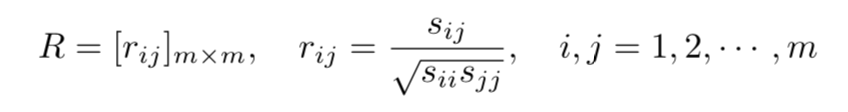 R = [r_{ij}]_{m×m}, r_{ij} = \frac{s_{ij}}{\sqrt{s_{ii}s_{jj}}}, i, j = 1, 2, ⋯ , m